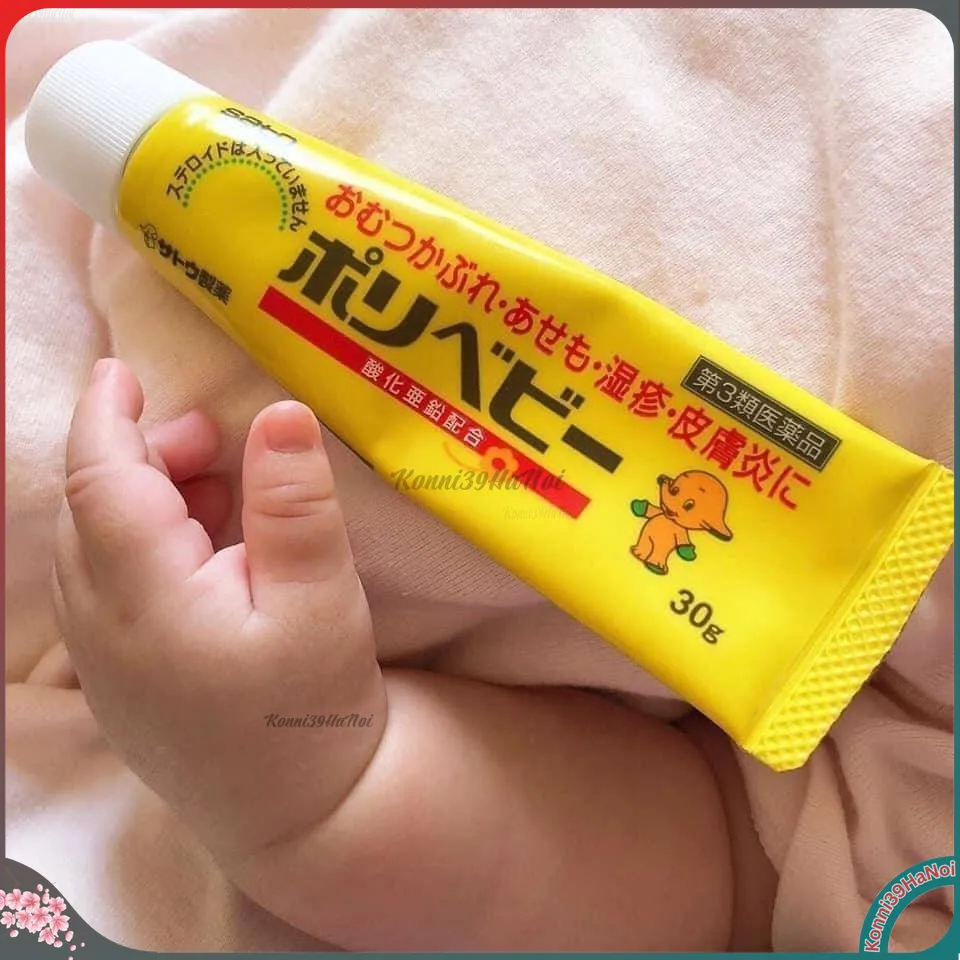 サトウ製薬
ステロイドは入っていません
おむつかぶれ・あせも・湿疹・皮膚炎に
ポリベビー
酸化亜鉛配合
第3類医薬品
30g
Konni39HaNoi
Konni39HaNoi
Konni39HaNoi
Konni39HaNoi